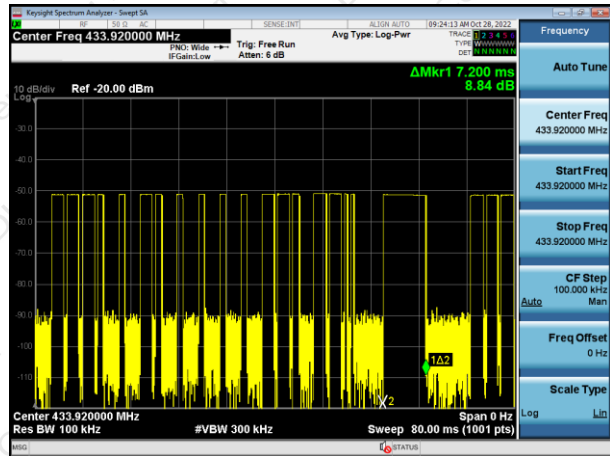 Keysight Spectrum Analyzer - Swept SA
RF 50 Ω AC SENSE:INT ALIGN AUTO 09:24:13 AM Oct 28, 2022
Center Freq 433.920000 MHz
PNO: Wide
IFGain:Low
Trig: Free Run
Atten: 6 dB
Avg Type: Log-Pwr
TRACE 1 2 3 4 5 6
TYPE WWWWWW
DET N N N N N N
ΔMkr1 7.200 ms
8.84 dB
10 dB/div Ref -20.00 dBm
Log
-30.0
-40.0
-50.0
-60.0
-70.0
-80.0
-90.0
-100
-110
1Δ2
X2
Center 433.920000 MHz Span 0 Hz
Res BW 100 kHz #VBW 300 kHz Sweep 80.00 ms (1001 pts)
MSG STATUS
Frequency
Auto Tune
Center Freq
433.920000 MHz
Start Freq
433.920000 MHz
Stop Freq
433.920000 MHz
CF Step
100.000 kHz
Auto Man
Freq Offset
0 Hz
Scale Type
Log Lin